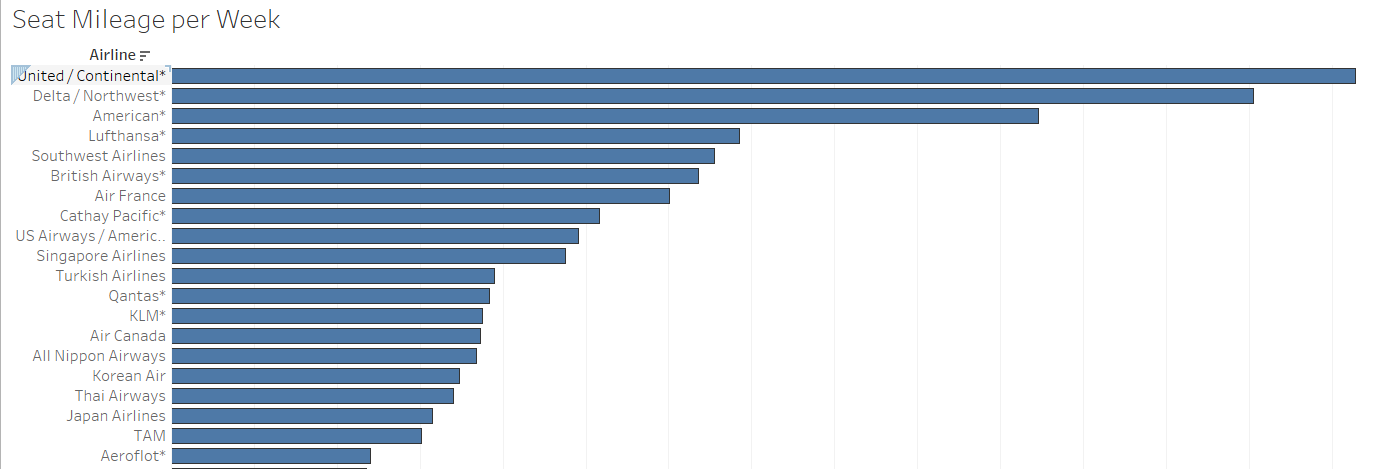 Seat Mileage per Week
Airline
United / Continental*
Delta / Northwest*
American*
Lufthansa*
Southwest Airlines
British Airways*
Air France
Cathay Pacific*
US Airways / Americ..
Singapore Airlines
Turkish Airlines
Qantas*
KLM*
Air Canada
All Nippon Airways
Korean Air
Thai Airways
Japan Airlines
TAM
Aeroflot*